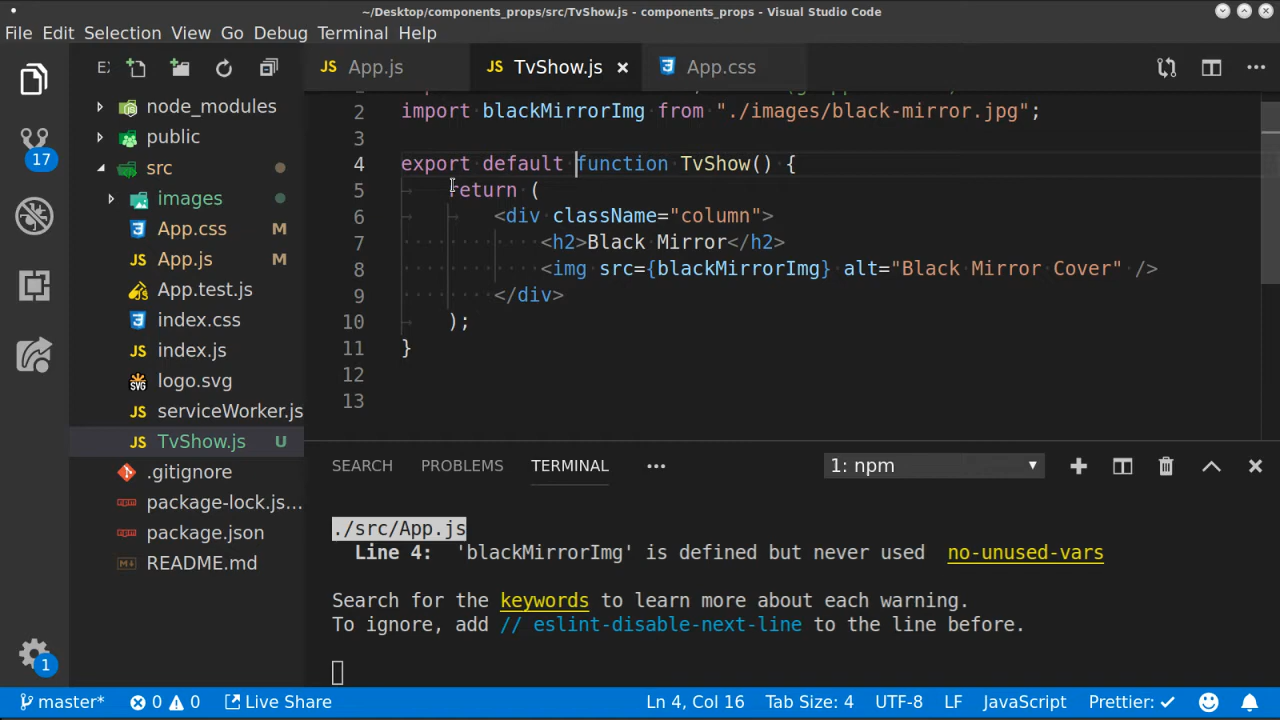 ~/Desktop/components_props/src/TvShow.js - components_props - Visual Studio Code
File Edit Selection View Go Debug Terminal Help
E:
App.js
TvShow.js
App.css
node_modules
public
src
images
App.css M
App.js M
App.test.js
index.css
index.js
logo.svg
serviceWorker.js
TvShow.js U
.gitignore
package-lock.js...
package.json
README.md
17
1
2 import blackMirrorImg from "./images/black-mirror.jpg";
3
4 export default function TvShow() {
5 return (
6 <div className="column">
7 <h2>Black Mirror</h2>
8 <img src={blackMirrorImg} alt="Black Mirror Cover" />
9 </div>
10 );
11 }
12
13
SEARCH PROBLEMS TERMINAL ... 1: npm
./src/App.js
Line 4: 'blackMirrorImg' is defined but never used no-unused-vars
Search for the keywords to learn more about each warning.
To ignore, add // eslint-disable-next-line to the line before.
master* 0 0 Live Share Ln 4, Col 16 Tab Size: 4 UTF-8 LF JavaScript Prettier: ✓